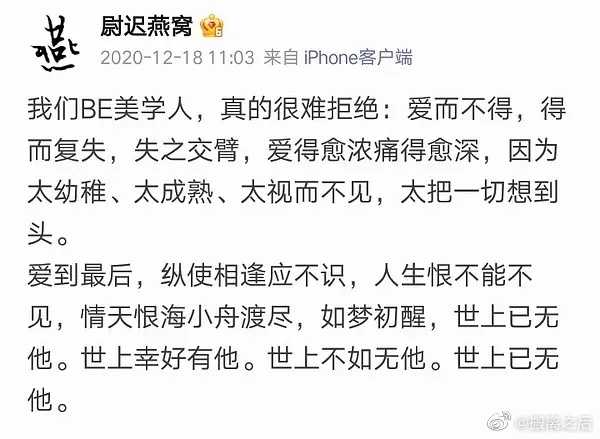 尉迟燕窝
2020-12-18 11:03 来自 iPhone客户端
我们BE美学人，真的很难拒绝：爱而不得，得
而复失，失之交臂，爱得愈浓痛得愈深，因为
太幼稚、太成熟、太视而不见，太把一切想到
头。
爱到最后，纵使相逢应不识，人生恨不能不
见，情天恨海小舟渡尽，如梦初醒，世上已无
他。世上幸好有他。世上不如无他。世上已无
他。